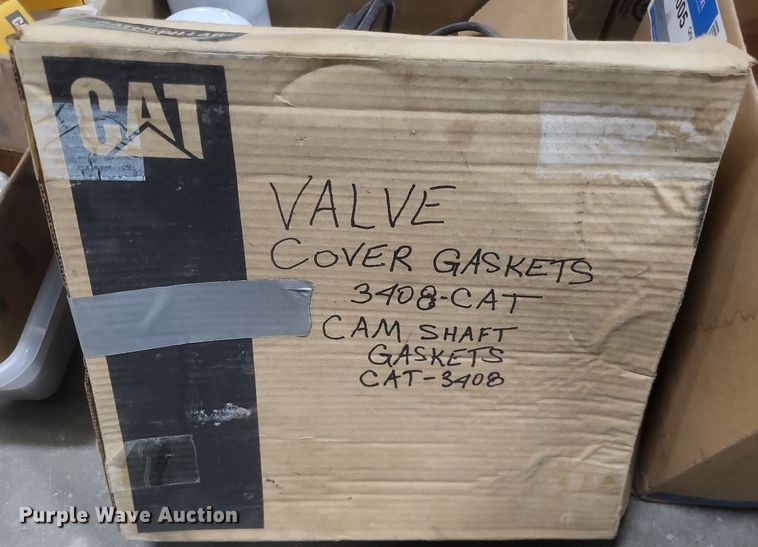 CAT
VALVE
COVER GASKETS
3408-CAT
CAM SHAFT
GASKETS
CAT-3408
Purple Wave Auction